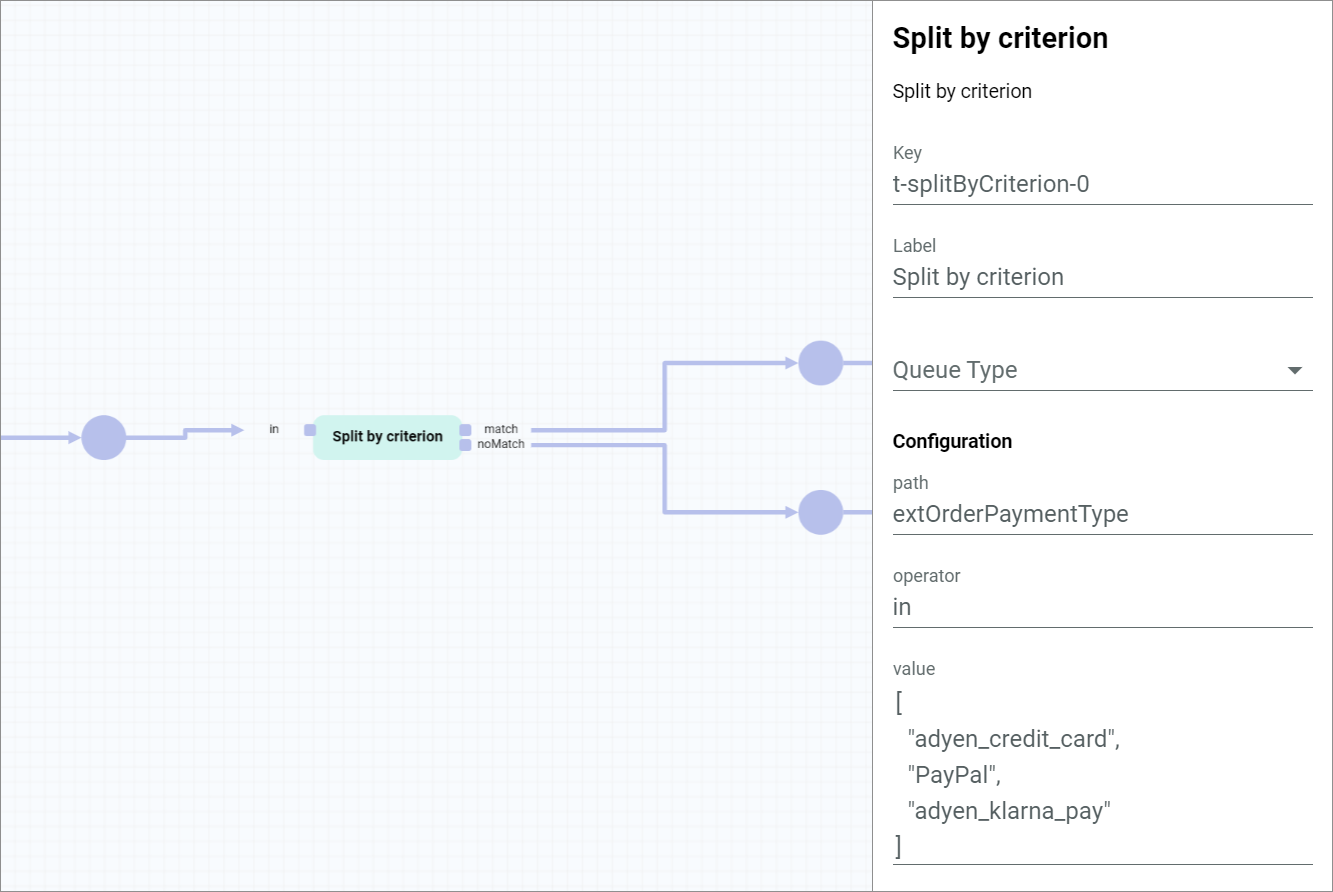 in
Split by criterion
match
noMatch
Split by criterion
Split by criterion
Key
t-splitByCriterion-0
Label
Split by criterion
Queue Type
Configuration
path
extOrderPaymentType
operator
in
value
[
"adyen_credit_card",
"PayPal",
"adyen_klarna_pay"
]